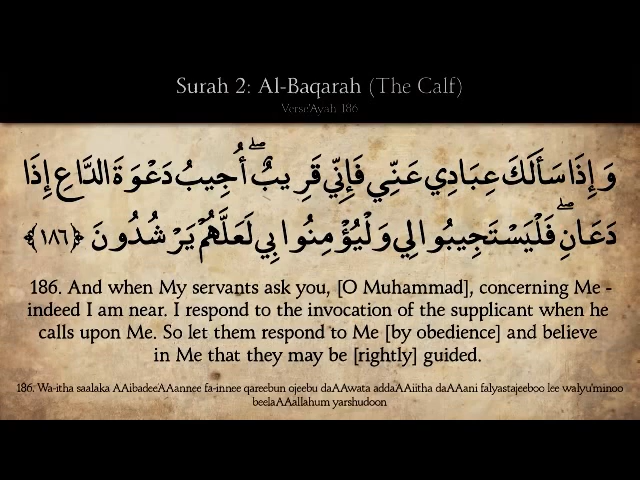 Surah 2: Al-Baqarah (The Calf)
Verse/Ayah 186
وَإِذَا سَأَلَكَ عِبَادِي عَنِّي فَإِنِّي قَرِيبٌ ۖ أُجِيبُ دَعْوَةَ الدَّاعِ إِذَا
دَعَانِ ۖ فَلْيَسْتَجِيبُوا لِي وَلْيُؤْمِنُوا بِي لَعَلَّهُمْ يَرْشُدُونَ ﴿١٨٦﴾
186. And when My servants ask you, [O Muhammad], concerning Me -
indeed I am near. I respond to the invocation of the supplicant when he
calls upon Me. So let them respond to Me [by obedience] and believe
in Me that they may be [rightly] guided.
186. Wa-itha saalaka AAibadeeAAannee fa-innee qareebun ojeebu daAAwata addaAAiitha daAAani falyastajeeboo lee walyu'minoo
beelaAAallahum yarshudoon